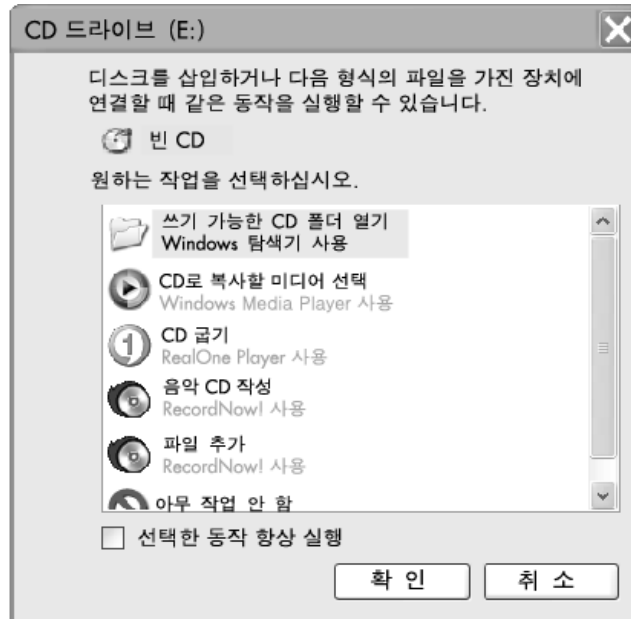 CD 드라이브 (E:)
디스크를 삽입하거나 다음 형식의 파일을 가진 장치에
연결할 때 같은 동작을 실행할 수 있습니다.
빈 CD
원하는 작업을 선택하십시오.
쓰기 가능한 CD 폴더 열기
Windows 탐색기 사용
CD로 복사할 미디어 선택
Windows Media Player 사용
CD 굽기
RealOne Player 사용
음악 CD 작성
RecordNow! 사용
파일 추가
RecordNow! 사용
아무 작업 안 함
선택한 동작 항상 실행
확 인
취 소